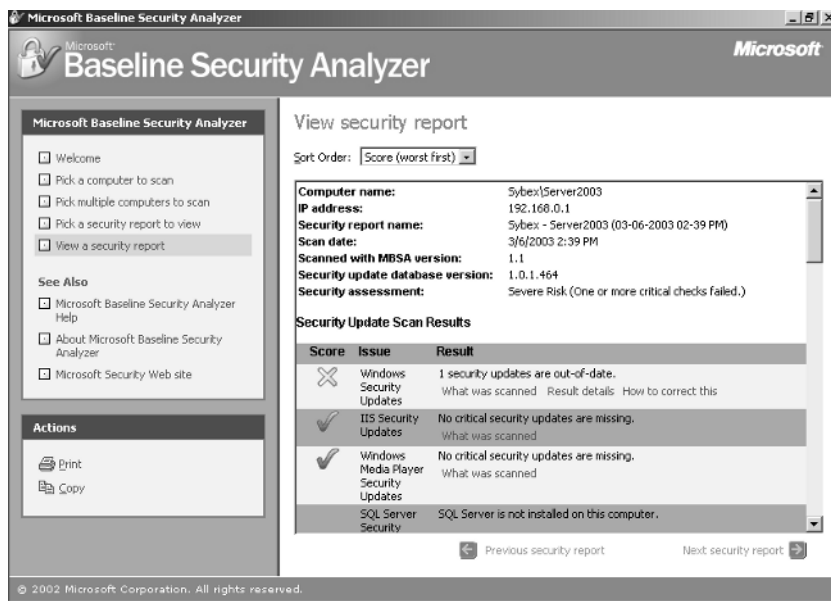 Microsoft Baseline Security Analyzer
Microsoft
Baseline Security Analyzer
Microsoft
Microsoft Baseline Security Analyzer
Welcome
Pick a computer to scan
Pick multiple computers to scan
Pick a security report to view
View a security report
See Also
Microsoft Baseline Security Analyzer
Help
About Microsoft Baseline Security
Analyzer
Microsoft Security Web site
Actions
Print
Copy
View security report
Sort Order: Score (worst first)
Computer name: Sybex\Server2003
IP address: 192.168.0.1
Security report name: Sybex - Server2003 (03-06-2003 02-39 PM)
Scan date: 3/6/2003 2:39 PM
Scanned with MBSA version: 1.1
Security update database version: 1.0.1.464
Security assessment: Severe Risk (One or more critical checks failed.)
Security Update Scan Results
Score Issue Result
Windows 1 security updates are out-of-date.
Security What was scanned Result details How to correct this
Updates
IIS Security No critical security updates are missing.
Updates What was scanned
Windows No critical security updates are missing.
Media Player What was scanned
Security
Updates
SQL Server SQL Server is not installed on this computer.
Security
Previous security report Next security report
© 2002 Microsoft Corporation. All rights reserved.